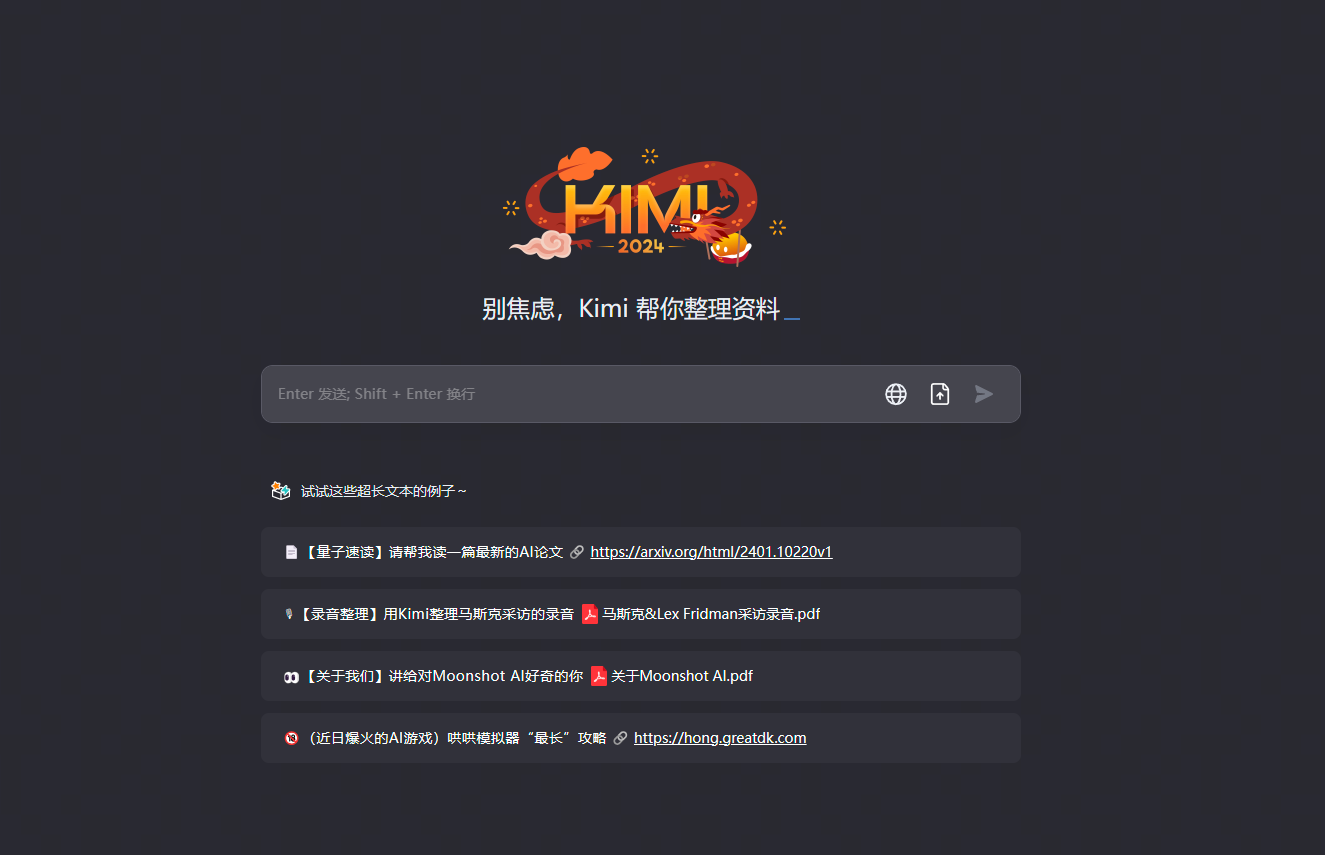 KIMI
2024
别焦虑，Kimi 帮你整理资料_
Enter 发送; Shift + Enter 换行
试试这些超长文本的例子～
【量子速读】请帮我读一篇最新的AI论文 https://arxiv.org/html/2401.10220v1
【录音整理】用Kimi整理马斯克采访的录音 马斯克&Lex Fridman采访录音.pdf
【关于我们】讲给对Moonshot AI好奇的你 关于Moonshot AI.pdf
🔞（近日爆火的AI游戏）哄哄模拟器“最长”攻略 https://hong.greatdk.com